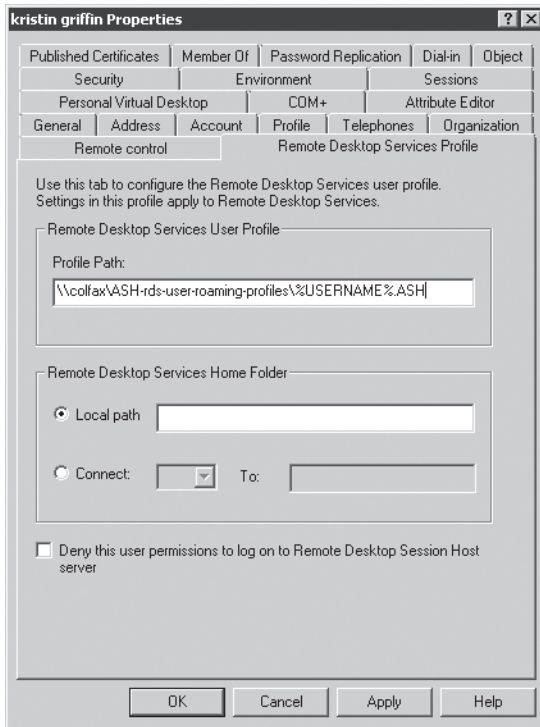 kristin griffin Properties
Published Certificates Member Of Password Replication Dial-in Object
Security Environment Sessions
Personal Virtual Desktop COM+ Attribute Editor
General Address Account Profile Telephones Organization
Remote control Remote Desktop Services Profile
Use this tab to configure the Remote Desktop Services user profile.
Settings in this profile apply to Remote Desktop Services.
Remote Desktop Services User Profile
Profile Path:
\\colfax\ASH-rds-user-roaming-profiles\%USERNAME%.ASH
Remote Desktop Services Home Folder
Local path
Connect: To:
Deny this user permissions to log on to Remote Desktop Session Host
server
OK Cancel Apply Help